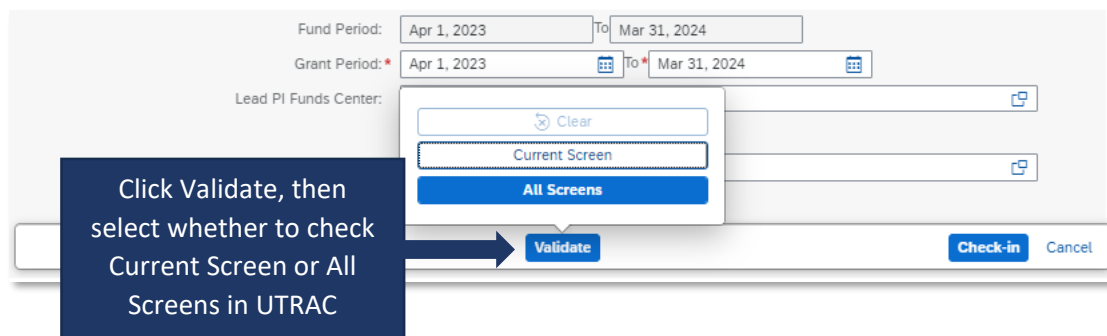 Fund Period: Apr 1, 2023 To Mar 31, 2024
Grant Period:* Apr 1, 2023 To* Mar 31, 2024
Lead PI Funds Center:
Clear
Current Screen
All Screens
Click Validate, then
select whether to check
Current Screen or All
Screens in UTRAC
Validate Check-in Cancel